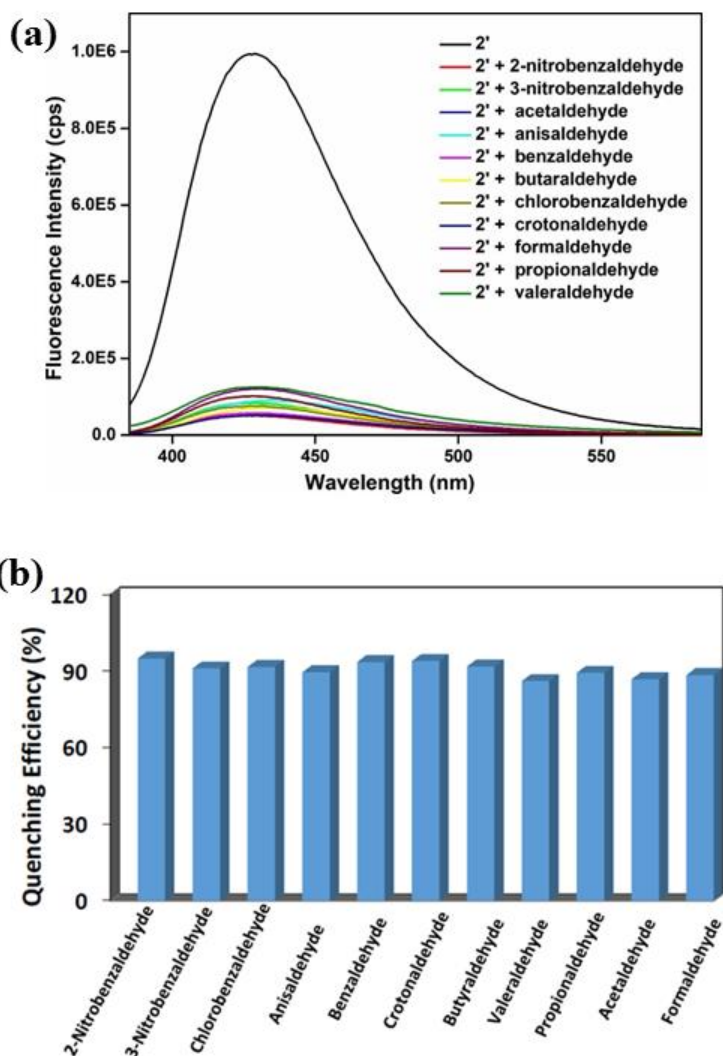 (a)
Fluorescence Intensity (cps)
1.0E6
8.0E5
6.0E5
4.0E5
2.0E5
0.0
2'
2' + 2-nitrobenzaldehyde
2' + 3-nitrobenzaldehyde
2' + acetaldehyde
2' + anisaldehyde
2' + benzaldehyde
2' + butaraldehyde
2' + chlorobenzaldehyde
2' + crotonaldehyde
2' + formaldehyde
2' + propionaldehyde
2' + valeraldehyde
400
450
500
550
Wavelength (nm)
(b)
Quenching Efficiency (%)
120
90
60
30
0
2-Nitrobenzaldehyde
3-Nitrobenzaldehyde
Chlorobenzaldehyde
Anisaldehyde
Benzaldehyde
Crotonaldehyde
Butyraldehyde
Valeraldehyde
Propionaldehyde
Acetaldehyde
Formaldehyde